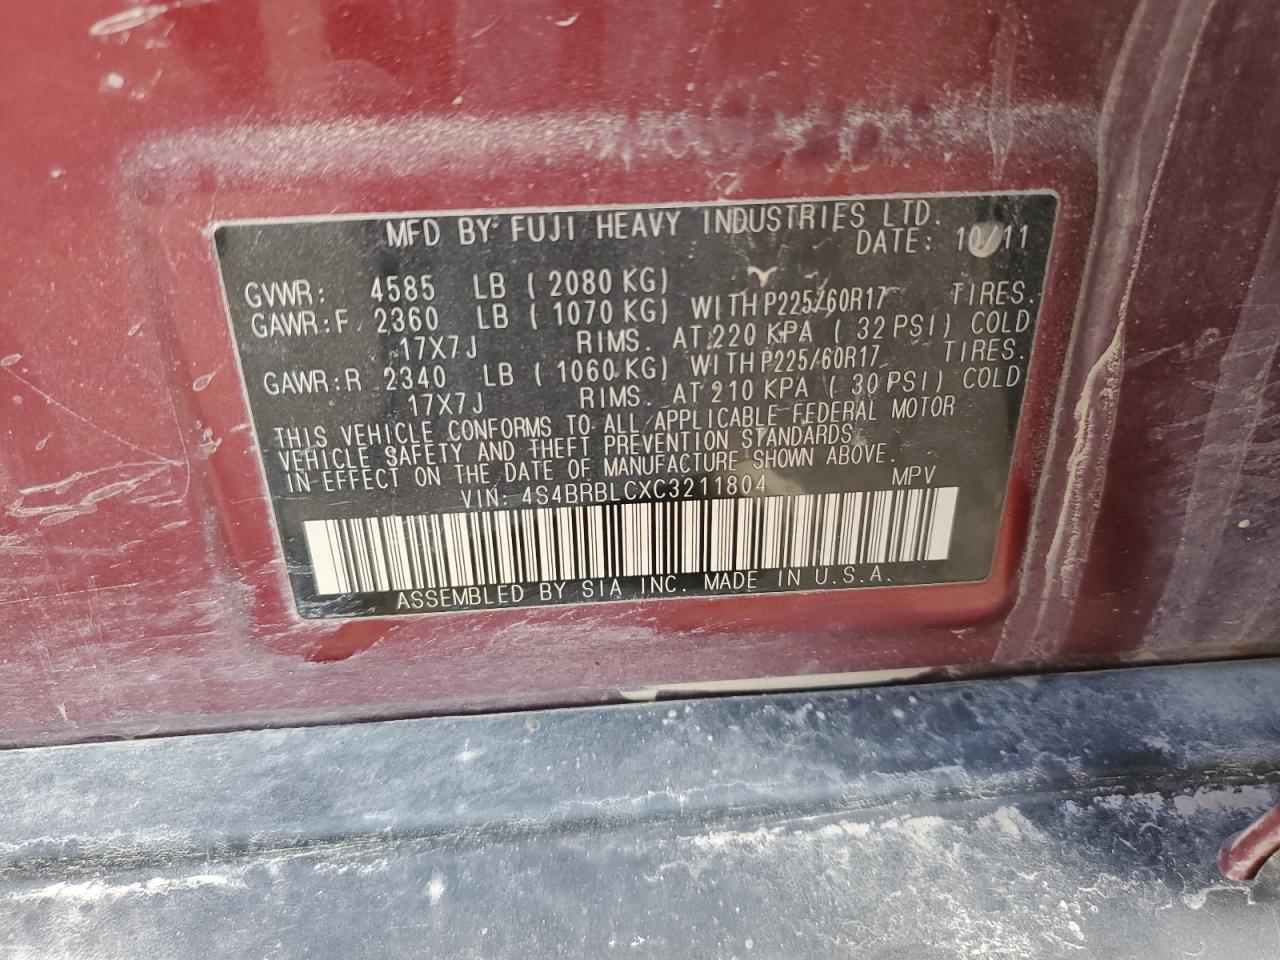 MFD BY FUJI HEAVY INDUSTRIES LTD.
DATE: 10/11
GVWR: 4585 LB ( 2080 KG)
GAWR:F 2360 LB ( 1070 KG) WITH P225/60R17 TIRES.
17X7J RIMS. AT 220 KPA ( 32 PSI) COLD
GAWR:R 2340 LB ( 1060 KG) WITH P225/60R17 TIRES.
17X7J RIMS. AT 210 KPA ( 30 PSI) COLD
THIS VEHICLE CONFORMS TO ALL APPLICABLE FEDERAL MOTOR
VEHICLE SAFETY AND THEFT PREVENTION STANDARDS
IN EFFECT ON THE DATE OF MANUFACTURE SHOWN ABOVE.
VIN: 4S4BRBLCXC3211804 MPV
ASSEMBLED BY SIA INC. MADE IN U.S.A.